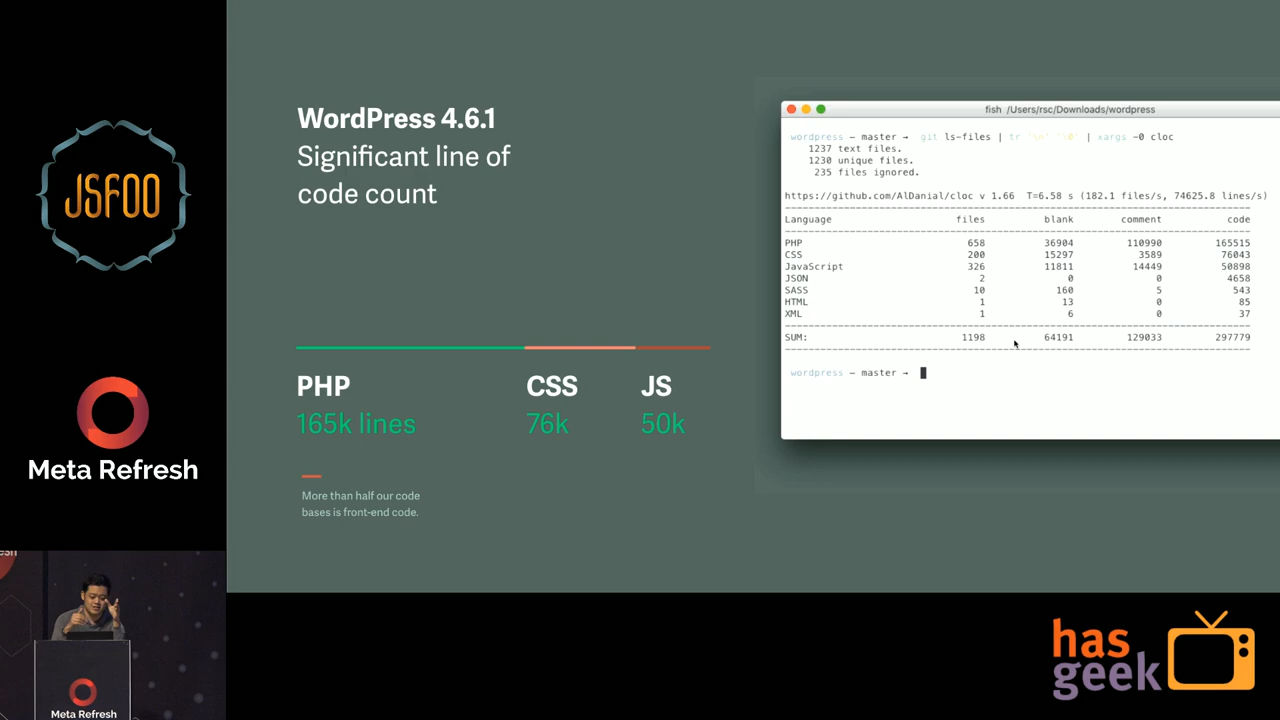 JSFOO
Meta Refresh
WordPress 4.6.1
Significant line of
code count
PHP
165k lines
CSS
76k
JS
50k
More than half our code
bases is front-end code.
fish /Users/rsc/Downloads/wordpress
wordpress – master → git ls-files | tr '\n' '\0' | xargs -0 cloc
1237 text files.
1230 unique files.
235 files ignored.
https://github.com/AlDanial/cloc v 1.66 T=6.58 s (182.1 files/s, 74625.8 lines/s)
Language files blank comment code
PHP 658 36904 110990 165515
CSS 200 15297 3589 76043
JavaScript 326 11811 14449 50898
JSON 2 0 0 4658
SASS 10 160 5 543
HTML 1 13 0 85
XML 1 6 0 37
SUM: 1198 64191 129033 297779
wordpress – master →
esh
Meta Refresh
has
geek